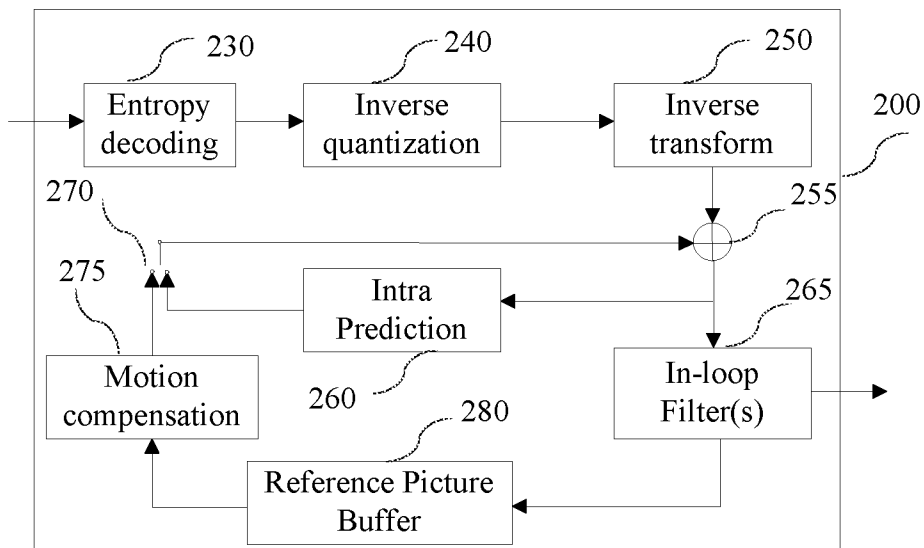 230
240
250
200
Entropy
decoding
Inverse
quantization
Inverse
transform
270
255
275
Intra
Prediction
265
Motion
compensation
260
In-loop
Filter(s)
280
Reference Picture
Buffer